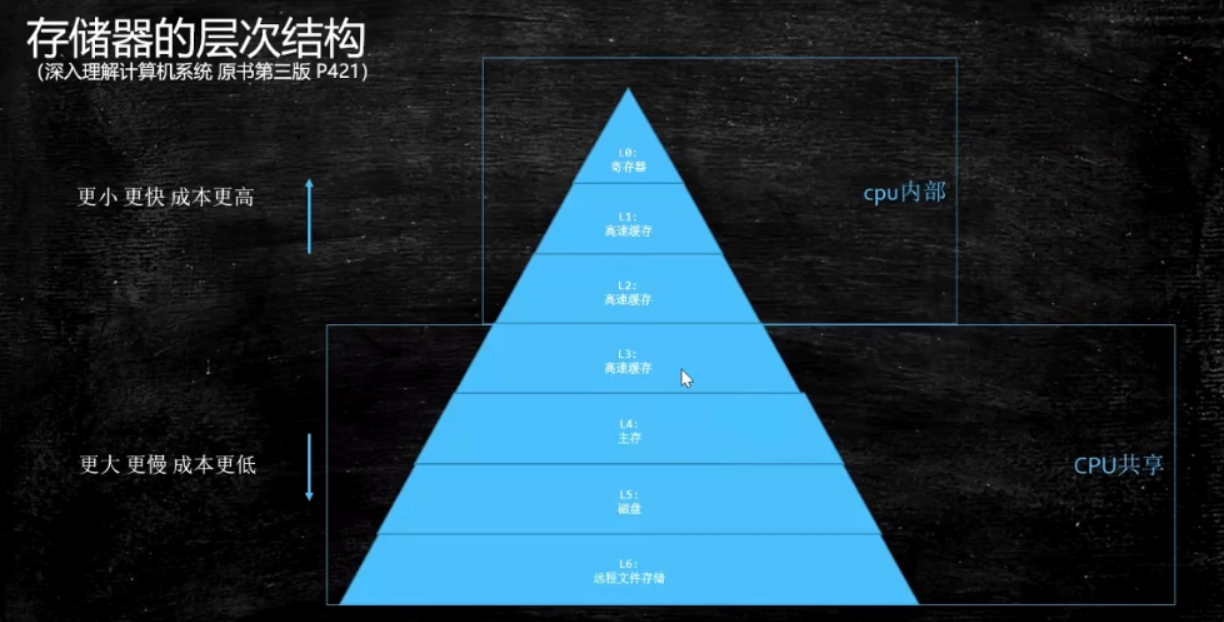 存储器的层次结构
(深入理解计算机系统 原书第三版 P421)
L0:
寄存器
更小 更快 成本更高
cpu内部
L1:
高速缓存
L2:
高速缓存
L3:
高速缓存
L4:
主存
更大 更慢 成本更低
CPU共享
L5:
磁盘
L6:
远程文件存储